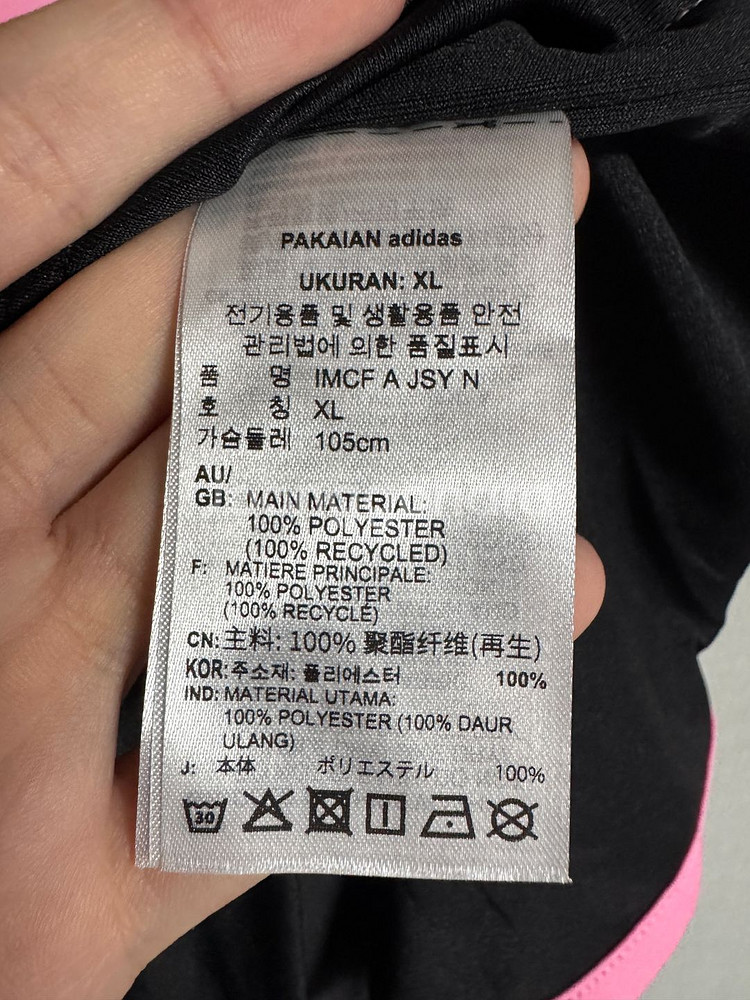 PAKAIAN adidas
UKURAN: XL
전기용품 및 생활용품 안전
관리법에 의한 품질표시
품 명 IMCF A JSY N
호 칭 XL
가슴둘레 105cm
AU/
GB: MAIN MATERIAL:
100% POLYESTER
(100% RECYCLED)
F: MATIERE PRINCIPALE:
100% POLYESTER
(100% RECYCLÉ)
CN: 主料: 100% 聚酯纤维(再生)
KOR: 주소재: 폴리에스터 100%
IND: MATERIAL UTAMA:
100% POLYESTER (100% DAUR
ULANG)
J: 本体 ポリエステル 100%
30